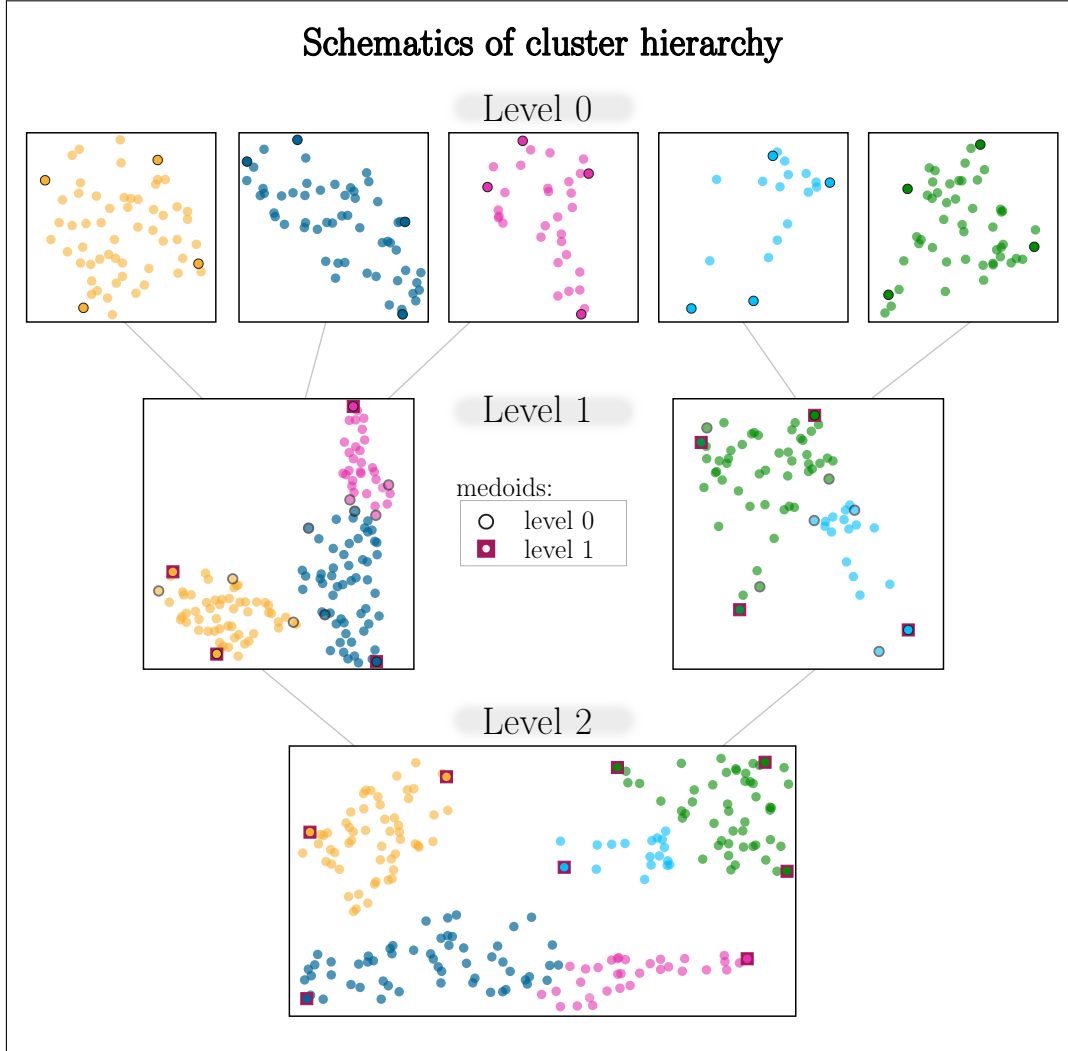 Schematics of cluster hierarchy
Level 0
Level 1
medoids:
level 0
level 1
Level 2